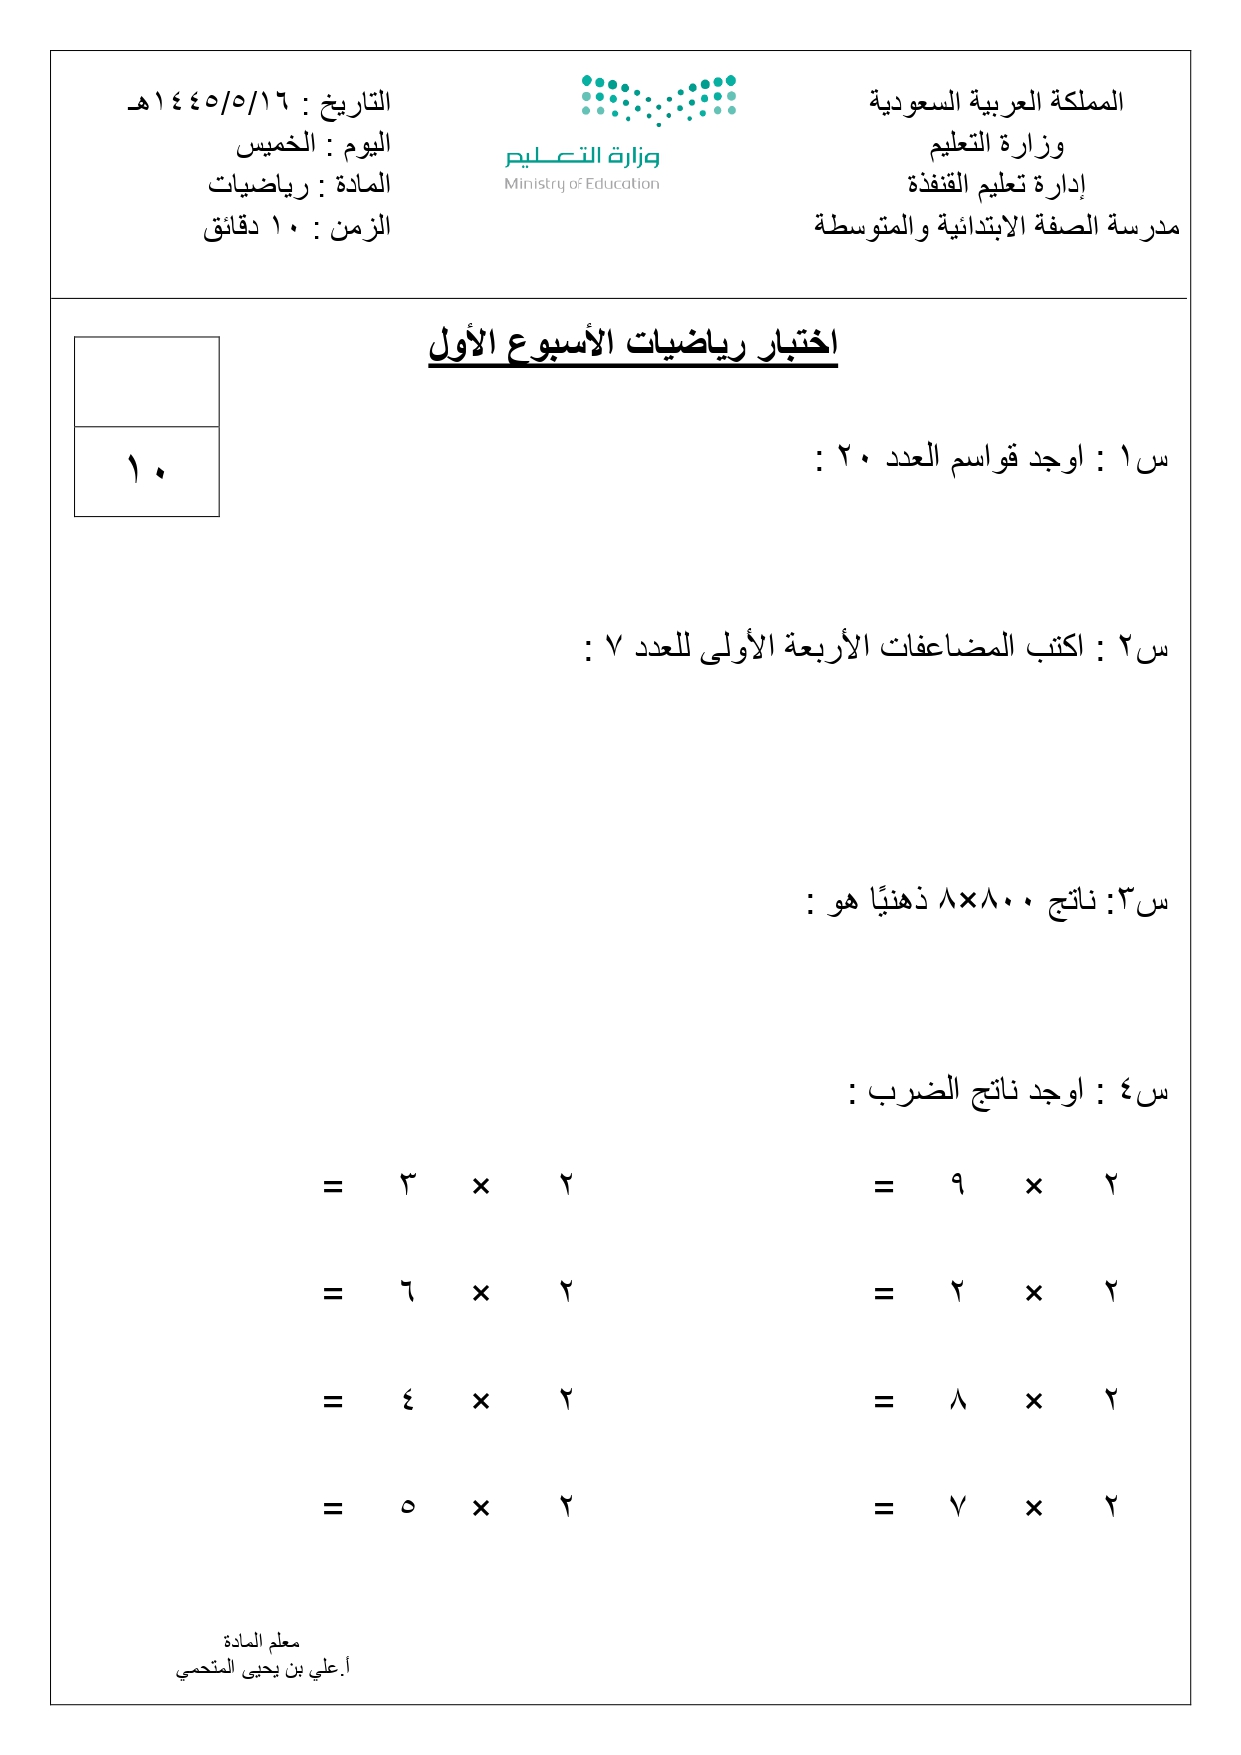 المملكة العربية السعودية
وزارة التعليم
إدارة تعليم القنفذة
مدرسة الصفة الابتدائية والمتوسطة
وزارة التعـــليم
Ministry of Education
التاريخ : ١٤٤٥/٥/١٦هـ
اليوم : الخميس
المادة : رياضيات
الزمن : ١٠ دقائق
اختبار رياضيات الأسبوع الأول
١٠
س١ : اوجد قواسم العدد ٢٠ :
س٢ : اكتب المضاعفات الأربعة الأولى للعدد ٧ :
س٣: ناتج ٨٠٠×٨ ذهنيًا هو :
س٤ : اوجد ناتج الضرب :
٢ × ٩ = ٢ × ٣ =
٢ × ٢ = ٢ × ٦ =
٢ × ٨ = ٢ × ٤ =
٢ × ٧ = ٢ × ٥ =
معلم المادة
أ.علي بن يحيى المتحمي